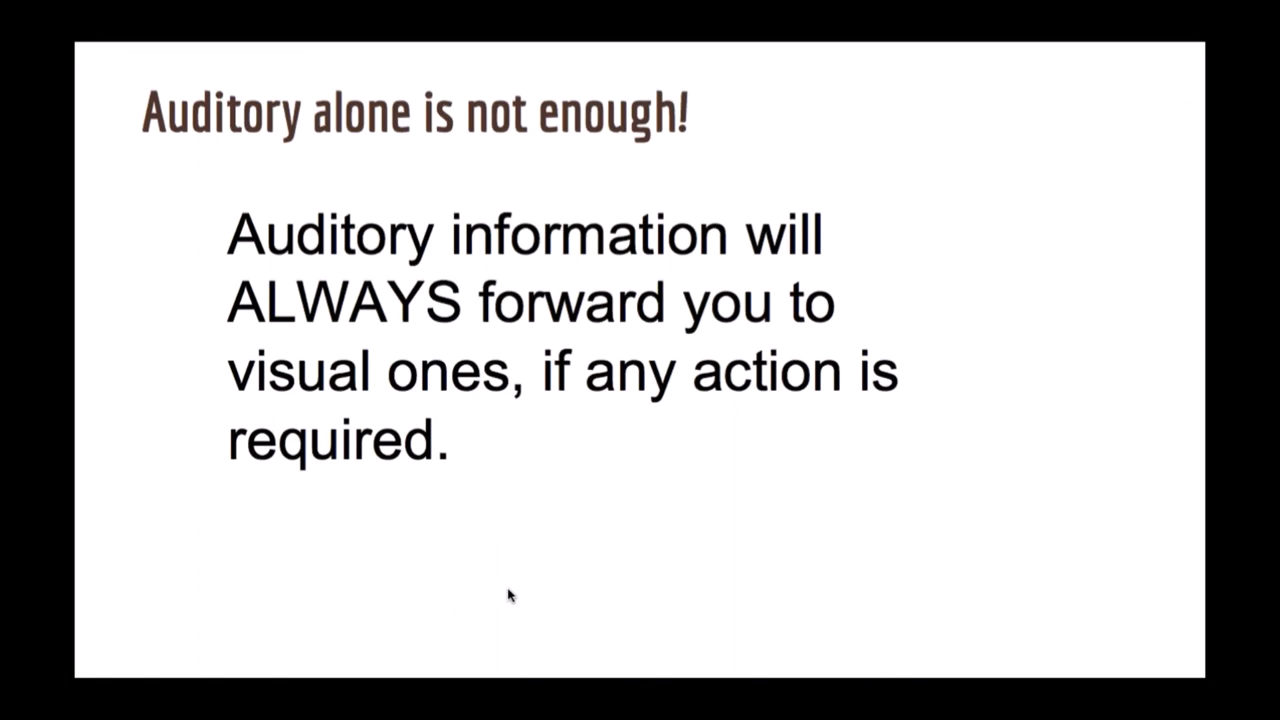 Auditory alone is not enough!
Auditory information will
ALWAYS forward you to
visual ones, if any action is
required.